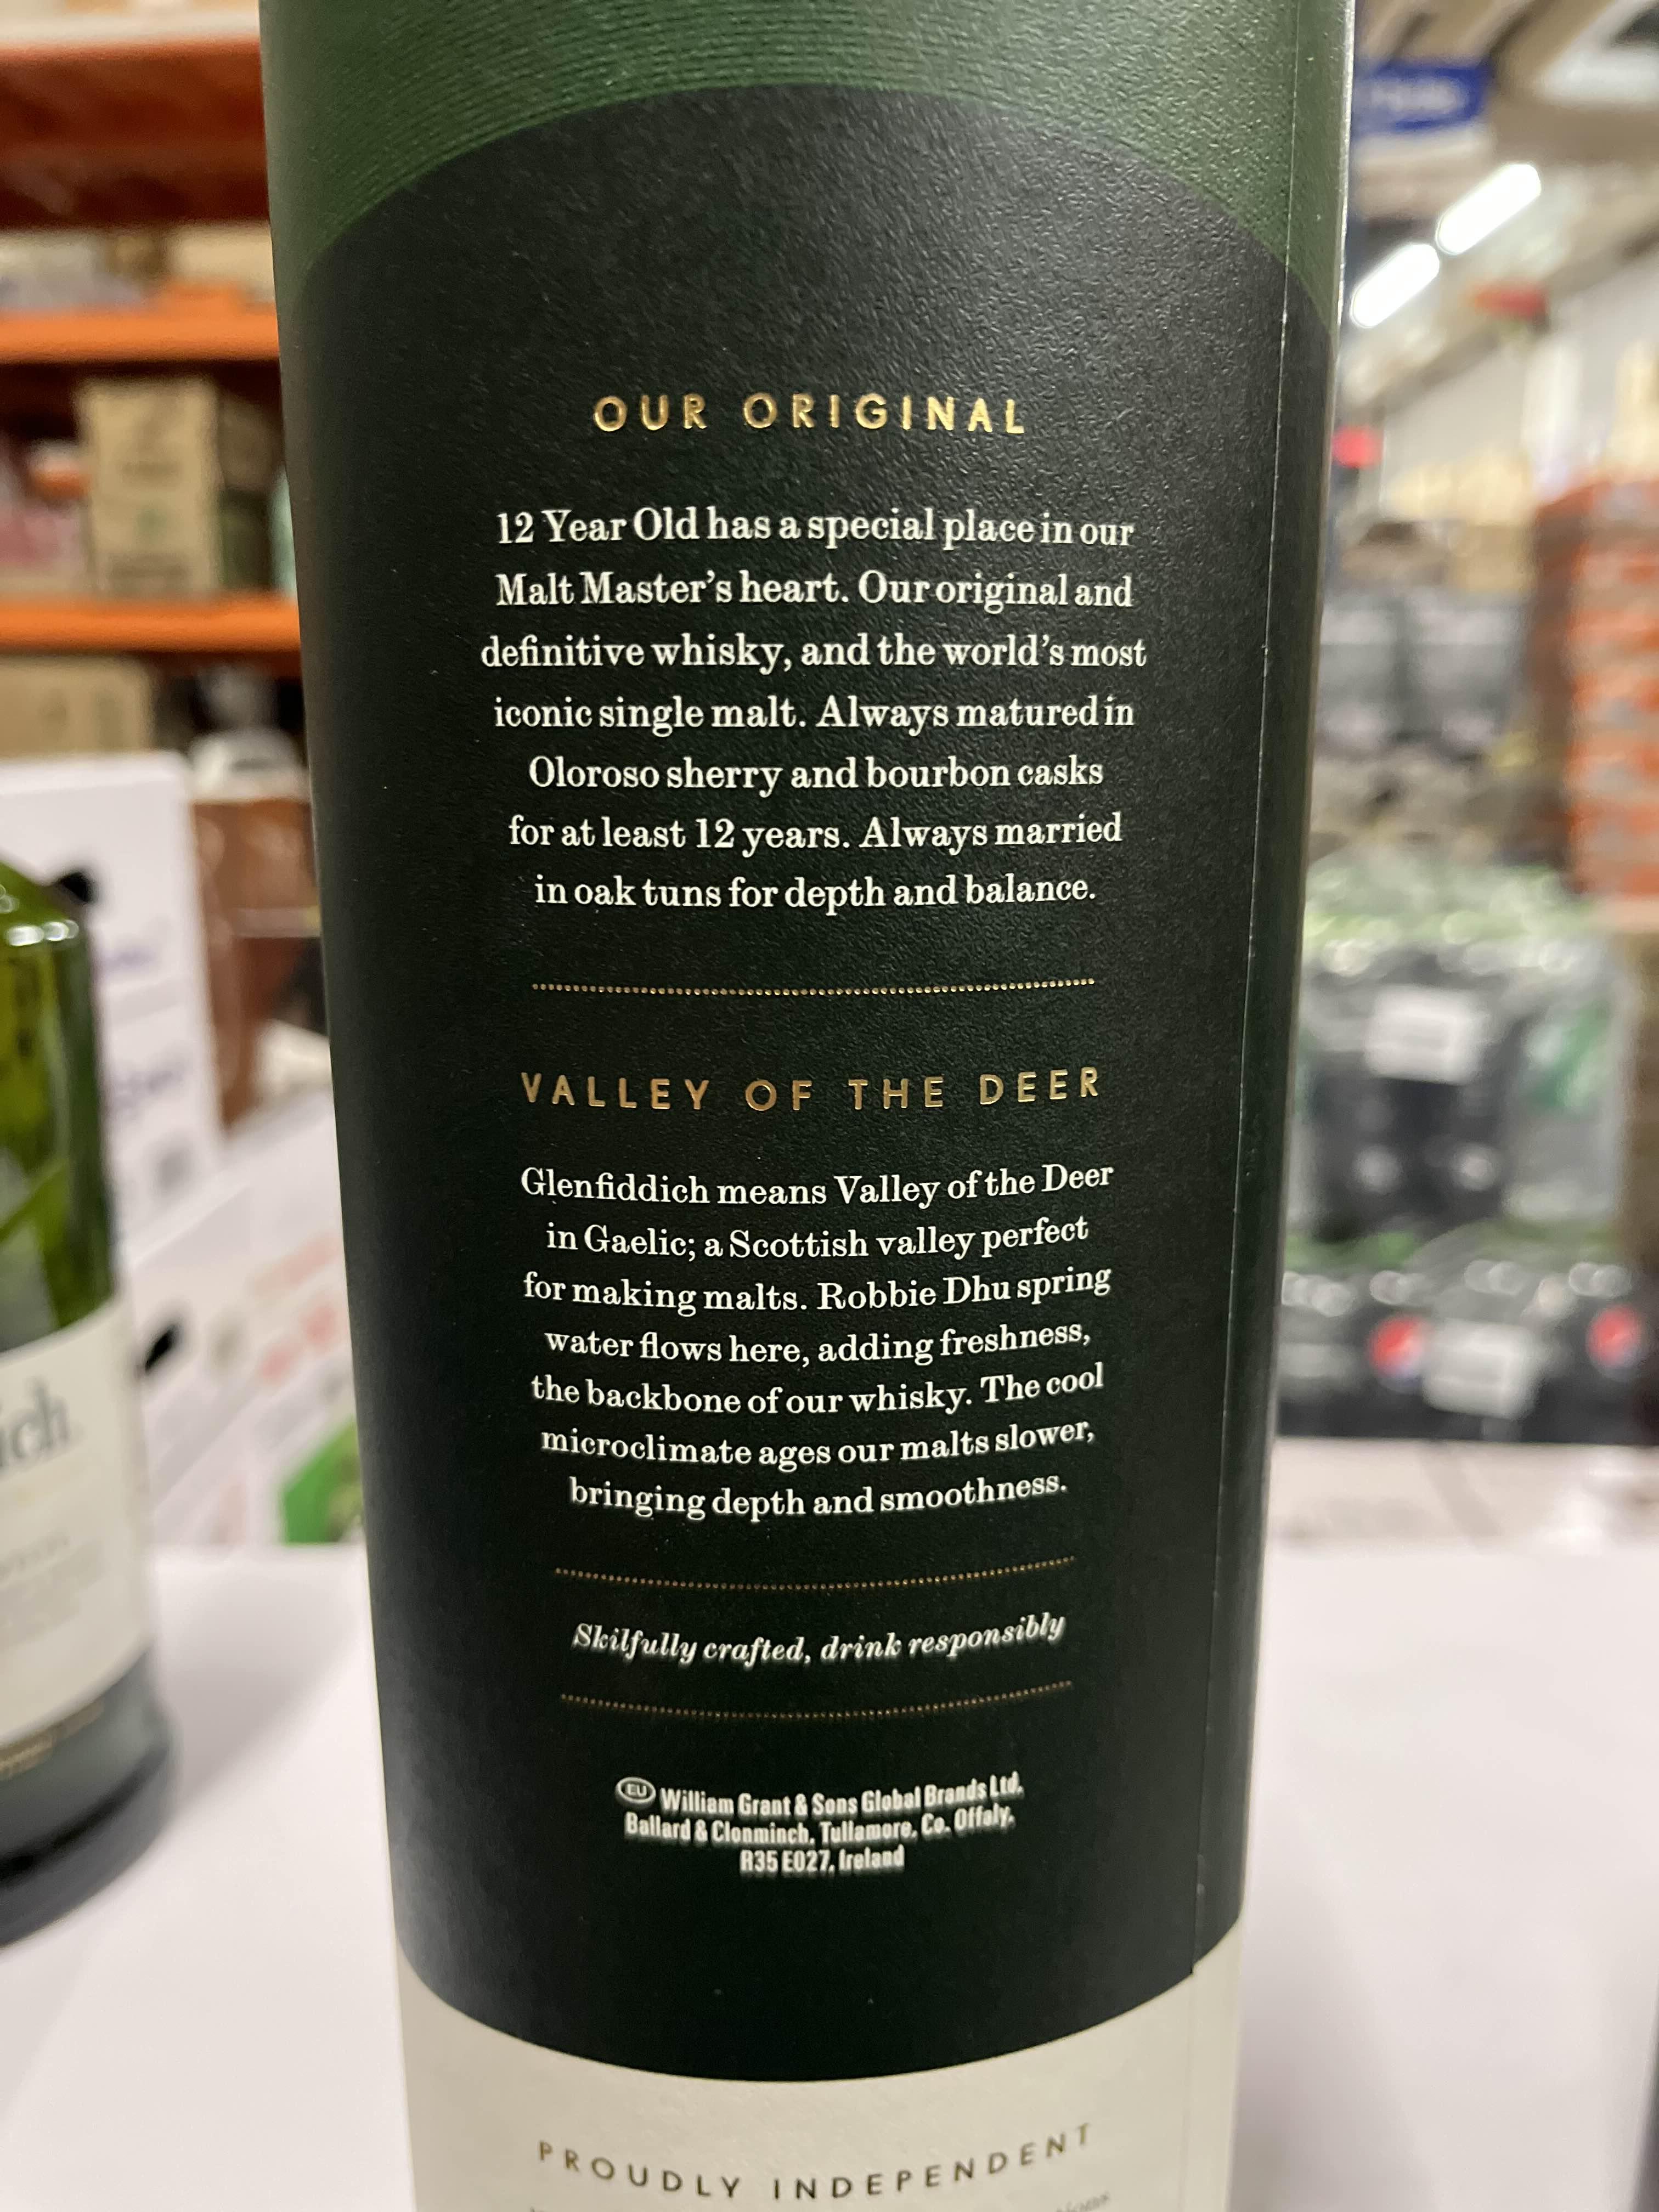 OUR ORIGINAL
12 Year Old has a special place in our
Malt Master’s heart. Our original and
definitive whisky, and the world’s most
iconic single malt. Always matured in
Oloroso sherry and bourbon casks
for at least 12 years. Always married
in oak tuns for depth and balance.
VALLEY OF THE DEER
Glenfiddich means Valley of the Deer
in Gaelic; a Scottish valley perfect
for making malts. Robbie Dhu spring
water flows here, adding freshness,
the backbone of our whisky. The cool
microclimate ages our malts slower,
bringing depth and smoothness.
Skilfully crafted, drink responsibly
EU William Grant & Sons Global Brands Ltd.
Ballard & Clonminch, Tullamore, Co. Offaly,
R35 E027, Ireland
PROUDLY INDEPENDENT